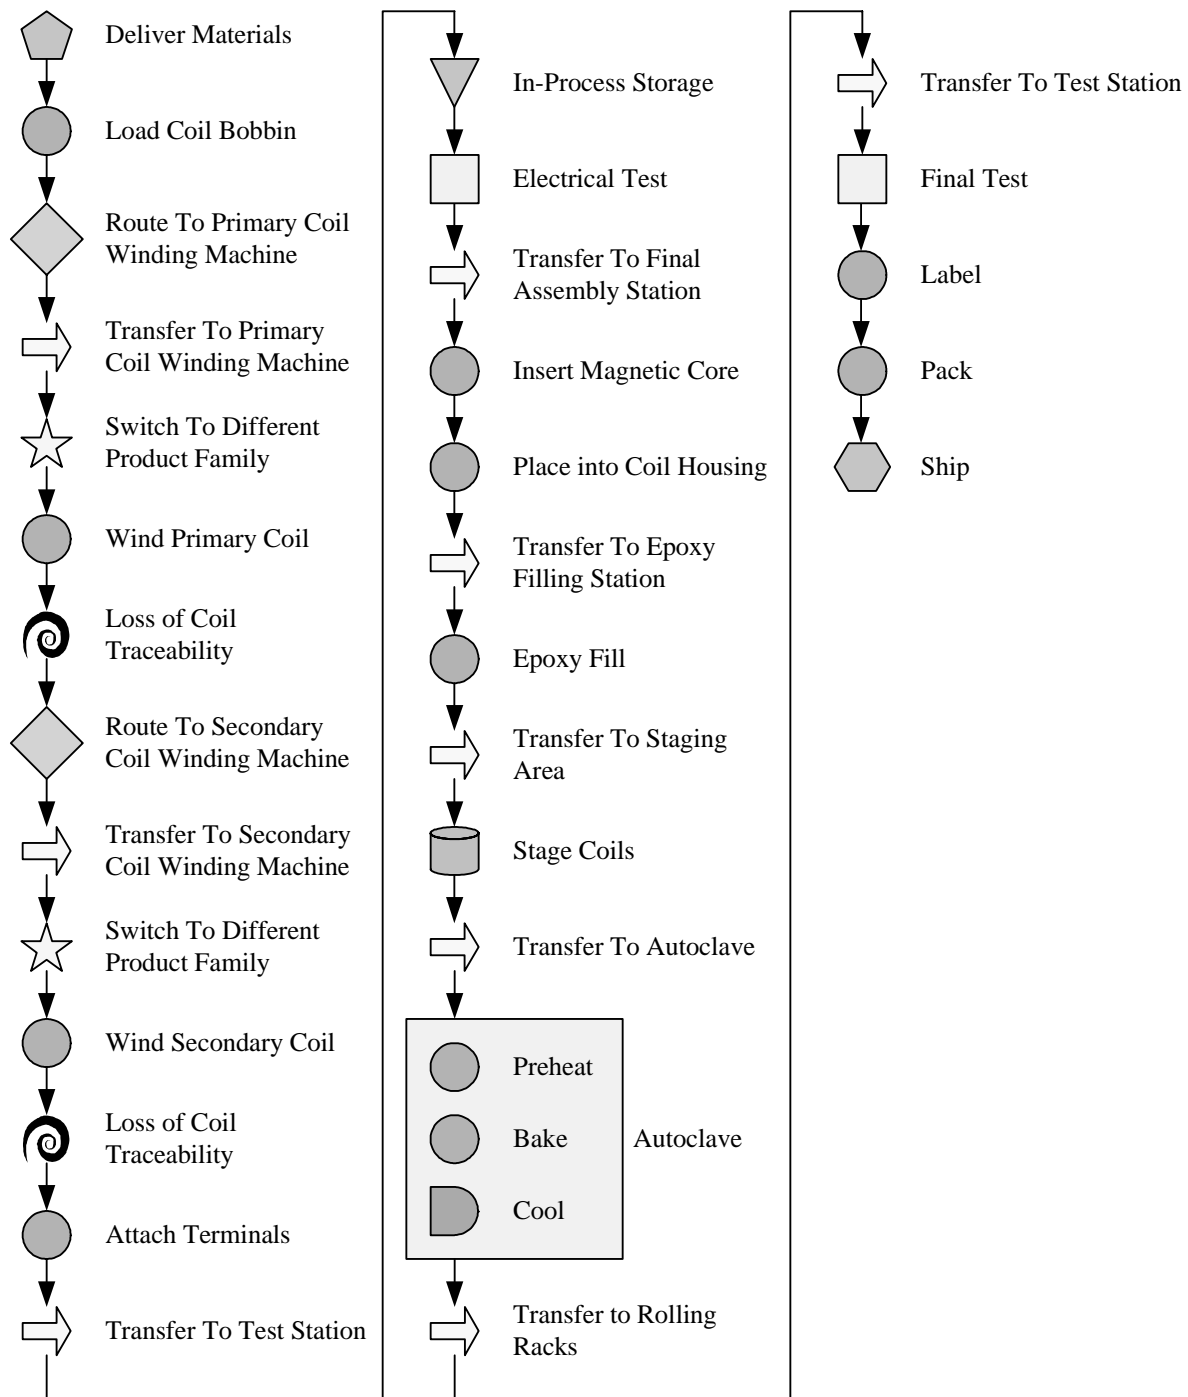 Deliver Materials
Load Coil Bobbin
Route To Primary Coil
Winding Machine
Transfer To Primary
Coil Winding Machine
Switch To Different
Product Family
Wind Primary Coil
Loss of Coil
Traceability
Route To Secondary
Coil Winding Machine
Transfer To Secondary
Coil Winding Machine
Switch To Different
Product Family
Wind Secondary Coil
Loss of Coil
Traceability
Attach Terminals
Transfer To Test Station
In-Process Storage
Electrical Test
Transfer To Final
Assembly Station
Insert Magnetic Core
Place into Coil Housing
Transfer To Epoxy
Filling Station
Epoxy Fill
Transfer To Staging
Area
Stage Coils
Transfer To Autoclave
Preheat
Bake
Autoclave
Cool
Transfer to Rolling
Racks
Transfer To Test Station
Final Test
Label
Pack
Ship